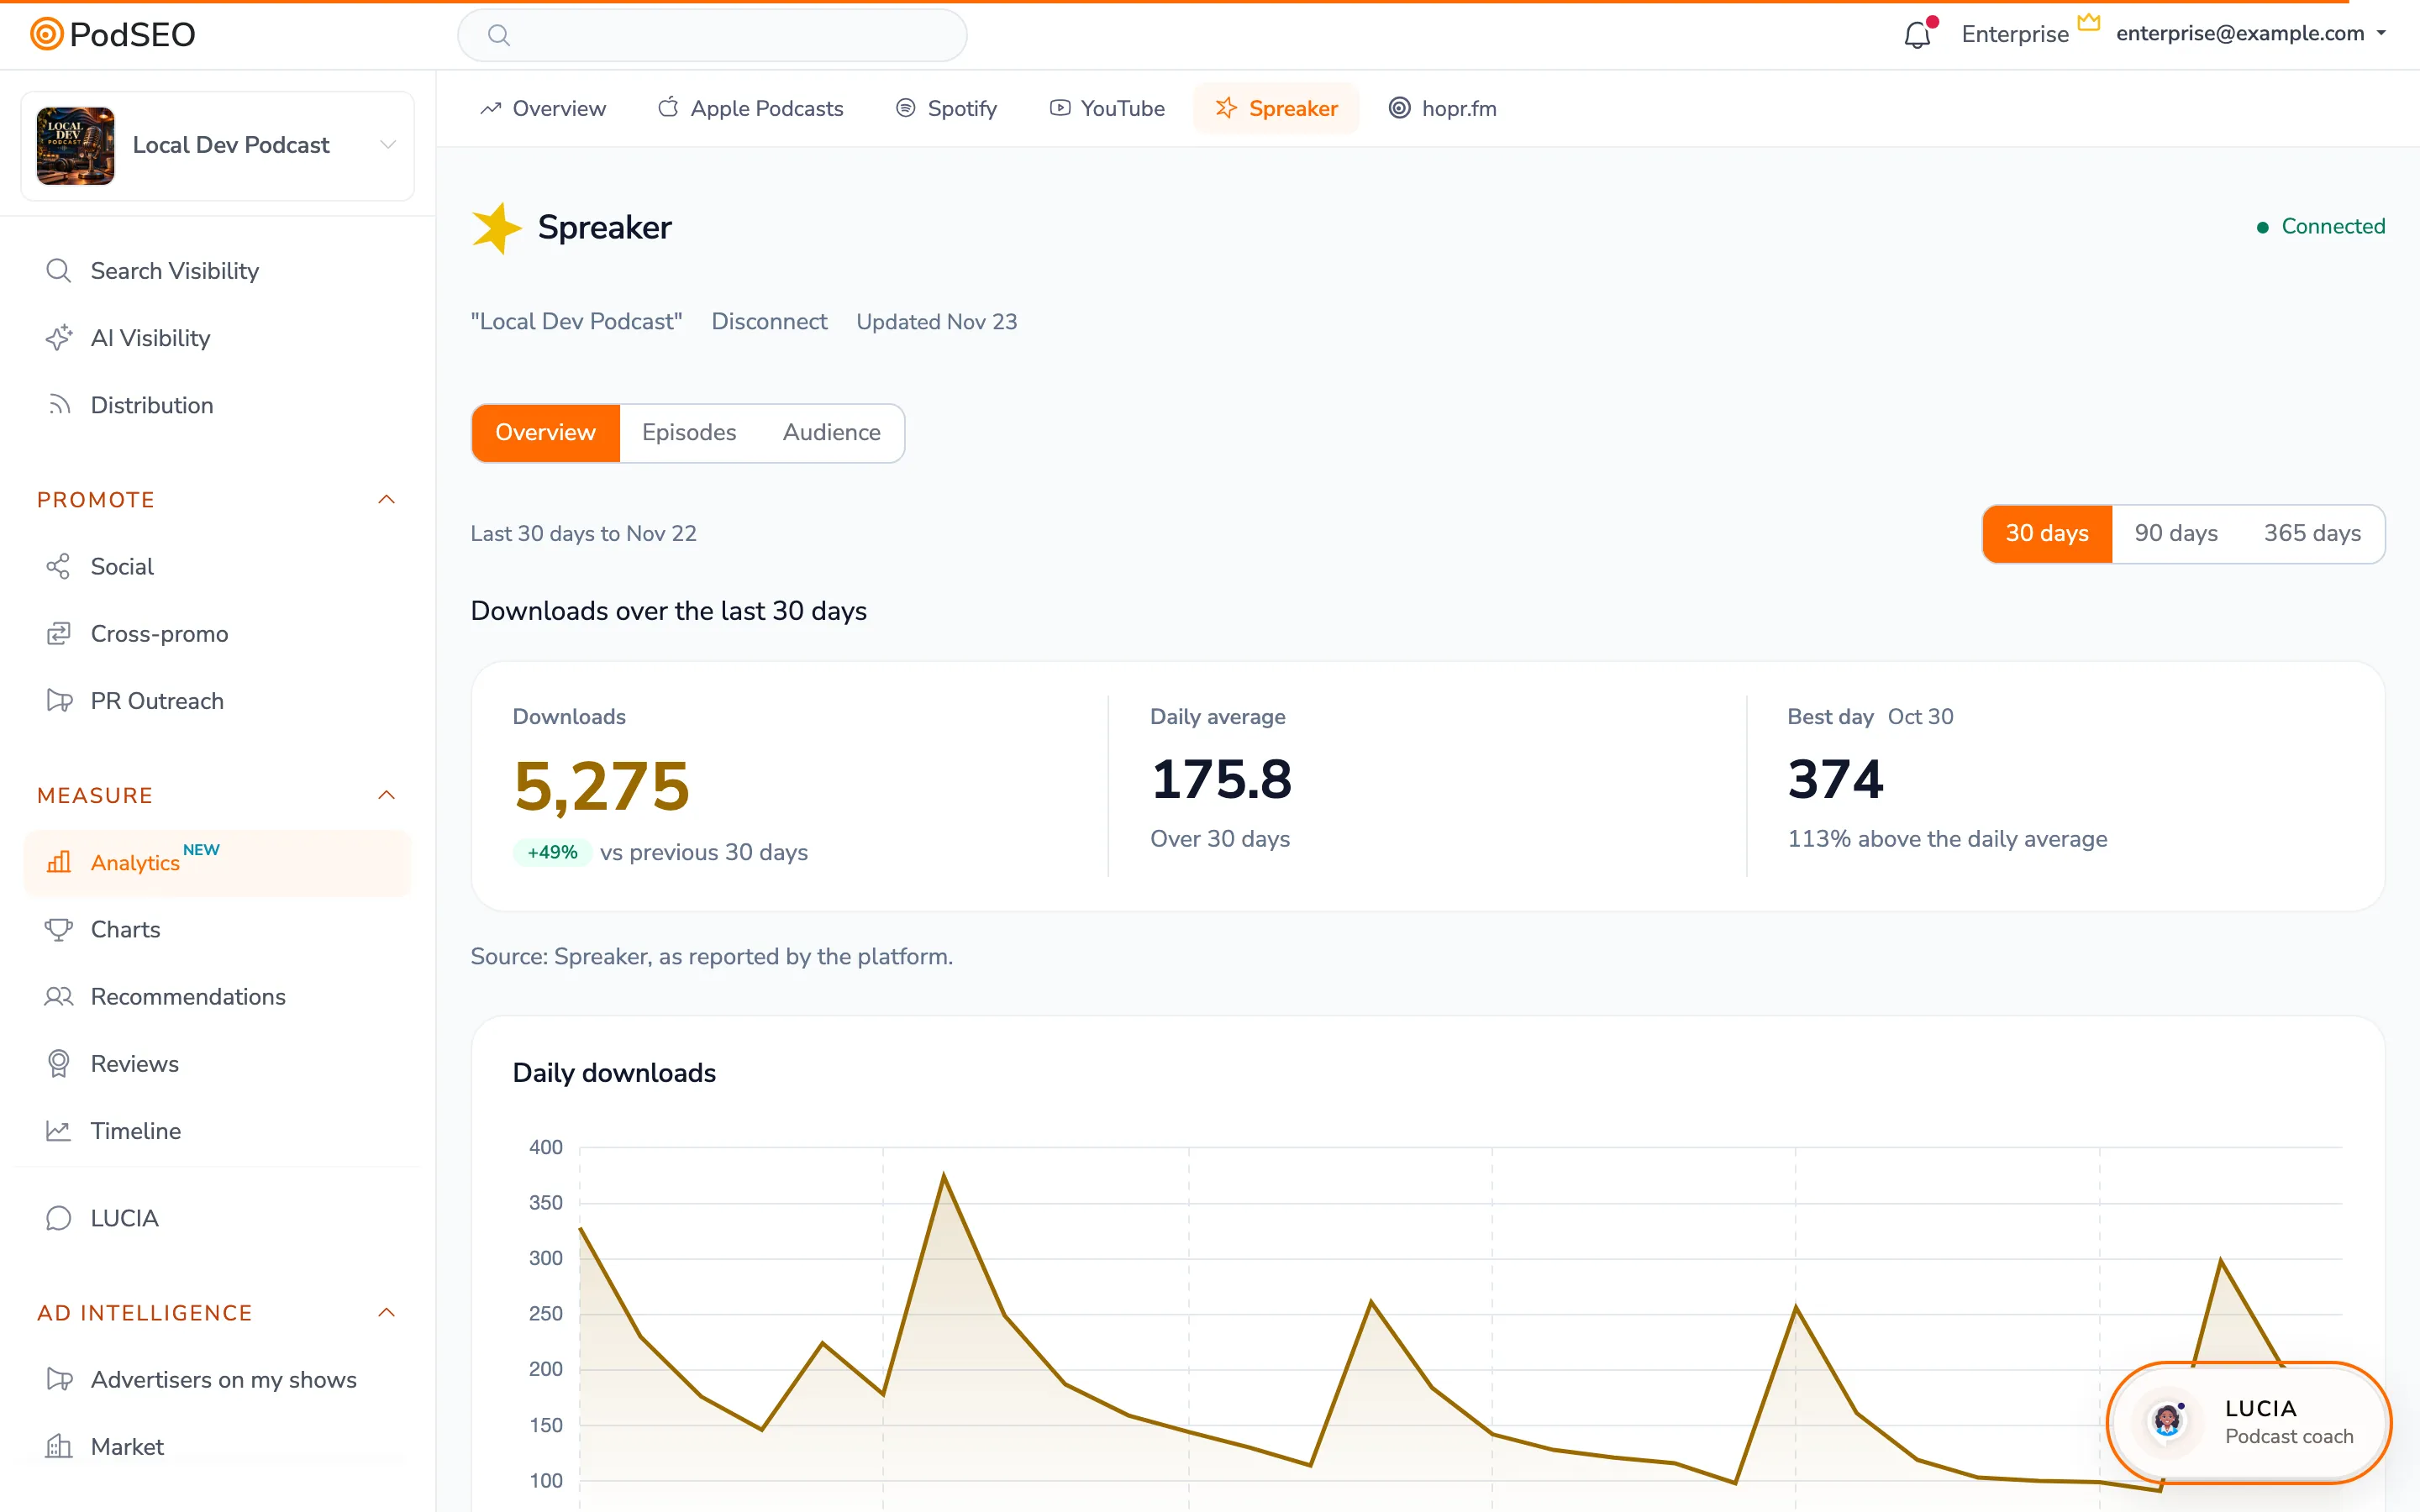 PodSEO
Enterprise
enterprise@example.com
Local Dev Podcast
Search Visibility
AI Visibility
Distribution
PROMOTE
Social
Cross-promo
PR Outreach
MEASURE
Analytics NEW
Charts
Recommendations
Reviews
Timeline
LUCIA
AD INTELLIGENCE
Advertisers on my shows
Market
Overview
Apple Podcasts
Spotify
YouTube
Spreaker
hopr.fm
Spreaker
Connected
"Local Dev Podcast" Disconnect Updated Nov 23
Overview Episodes Audience
Last 30 days to Nov 22
30 days 90 days 365 days
Downloads over the last 30 days
Downloads
5,275
+49% vs previous 30 days
Daily average
175.8
Over 30 days
Best day Oct 30
374
113% above the daily average
Source: Spreaker, as reported by the platform.
Daily downloads
400
350
300
250
200
150
100
LUCIA
Podcast coach